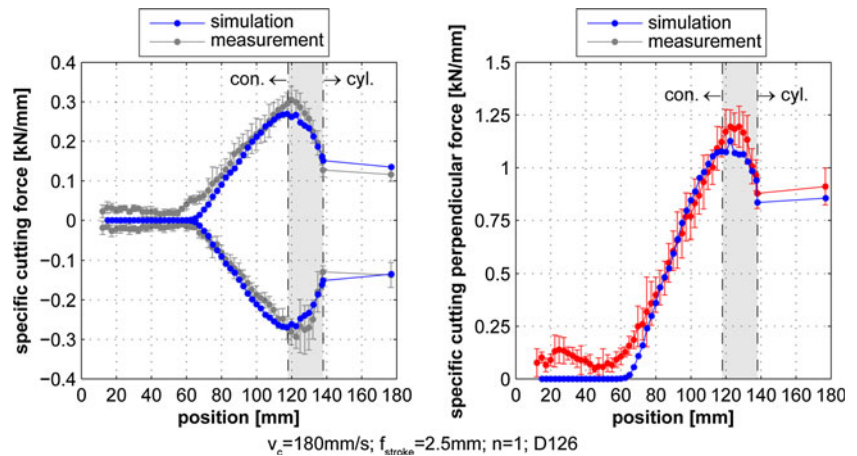 simulation
measurement
specific cutting force [kN/mm]
0.4
0.3
0.2
0.1
0
−0.1
−0.2
−0.3
−0.4
con.
cyl.
0 20 40 60 80 100 120 140 160 180
position [mm]
simulation
measurement
specific cutting perpendicular force [kN/mm]
1.5
1.25
1
0.75
0.5
0.25
0
con.
cyl.
0 20 40 60 80 100 120 140 160 180
position [mm]
v_c=180mm/s; f_stroke=2.5mm; n=1; D126